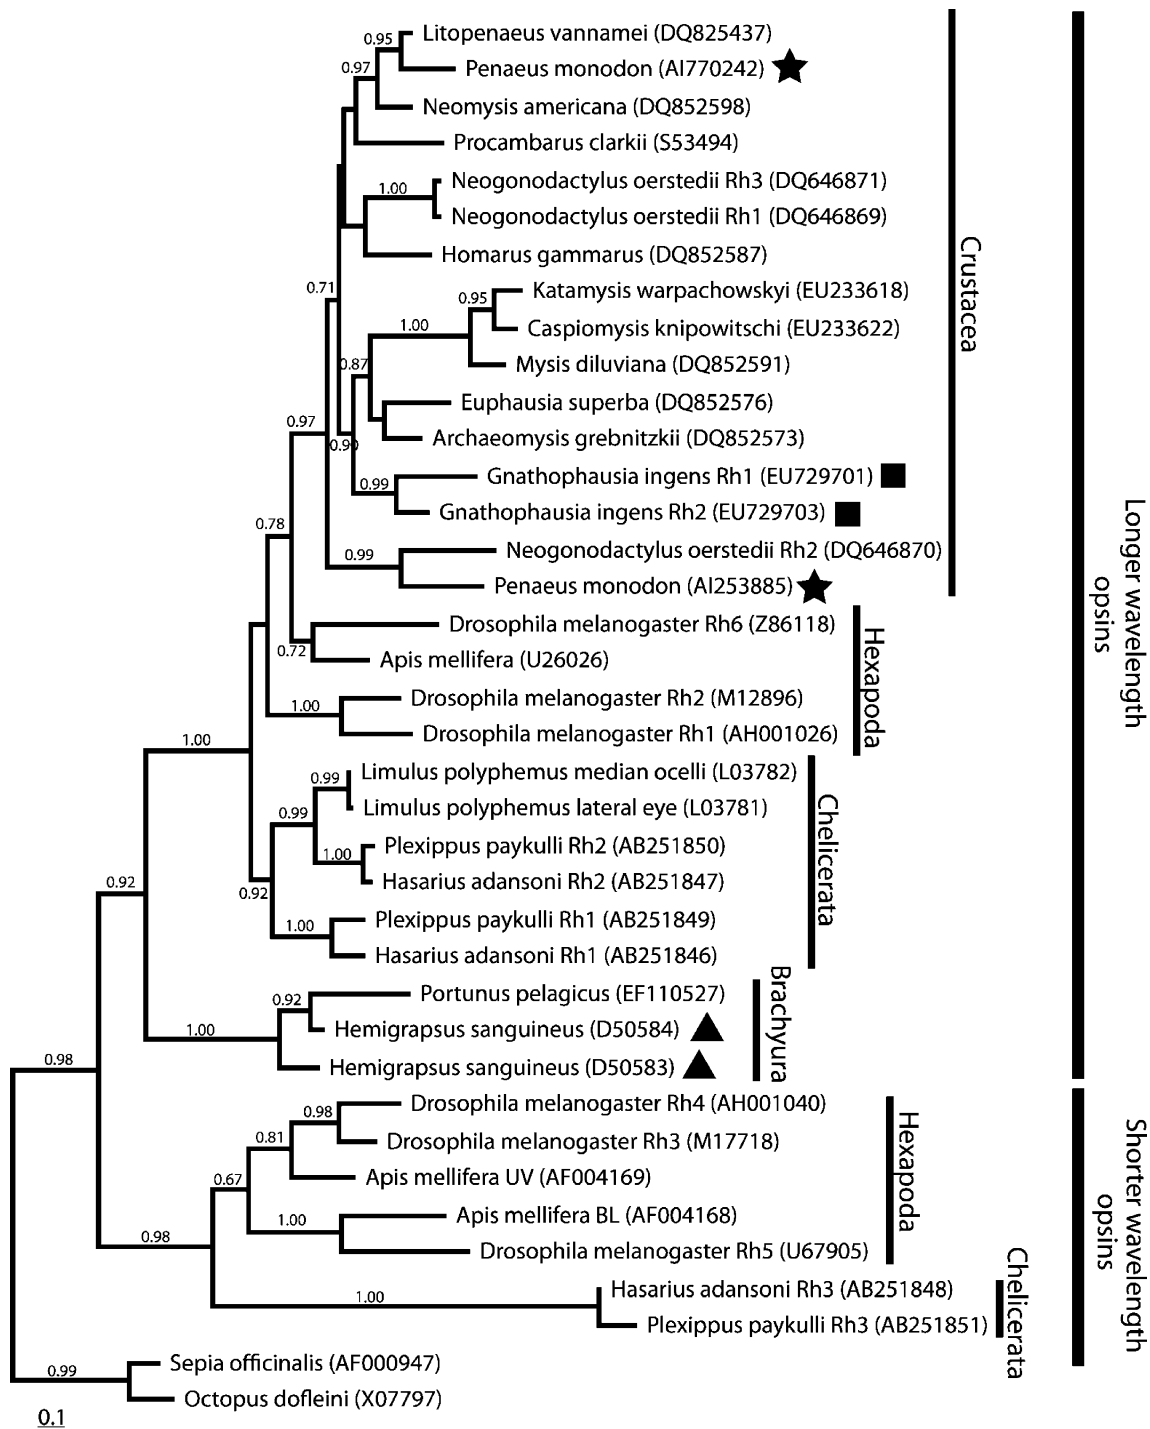 0.95
Litopenaeus vannamei (DQ825437)
0.97
Penaeus monodon (AI770242)
Neomysis americana (DQ852598)
Procambarus clarkii (S53494)
1.00
Neogonodactylus oerstedii Rh3 (DQ646871)
Neogonodactylus oerstedii Rh1 (DQ646869)
Homarus gammarus (DQ852587)
0.71
0.95
Katamysis warpachowskyi (EU233618)
1.00
Caspiomysis knipowitschi (EU233622)
0.87
Mysis diluviana (DQ852591)
Euphausia superba (DQ852576)
0.97
0.90
Archaeomysis grebnitzkii (DQ852573)
0.99
Gnathophausia ingens Rh1 (EU729701)
Gnathophausia ingens Rh2 (EU729703)
0.78
0.99
Neogonodactylus oerstedii Rh2 (DQ646870)
Penaeus monodon (AI253885)
Crustacea
Drosophila melanogaster Rh6 (Z86118)
0.72
Apis mellifera (U26026)
1.00
Drosophila melanogaster Rh2 (M12896)
Drosophila melanogaster Rh1 (AH001026)
Hexapoda
1.00
0.99
Limulus polyphemus median ocelli (L03782)
0.99
Limulus polyphemus lateral eye (L03781)
1.00
Plexippus paykulli Rh2 (AB251850)
Hasarius adansoni Rh2 (AB251847)
0.92
0.92
1.00
Plexippus paykulli Rh1 (AB251849)
Hasarius adansoni Rh1 (AB251846)
Chelicerata
0.92
Portunus pelagicus (EF110527)
1.00
Hemigrapsus sanguineus (D50584)
Hemigrapsus sanguineus (D50583)
Brachyura
Longer wavelength
opsins
0.98
0.98
Drosophila melanogaster Rh4 (AH001040)
0.81
Drosophila melanogaster Rh3 (M17718)
0.67
Apis mellifera UV (AF004169)
1.00
Apis mellifera BL (AF004168)
Drosophila melanogaster Rh5 (U67905)
Hexapoda
0.98
1.00
Hasarius adansoni Rh3 (AB251848)
Plexippus paykulli Rh3 (AB251851)
Chelicerata
Shorter wavelength
opsins
0.99
Sepia officinalis (AF000947)
Octopus dofleini (X07797)
0.1